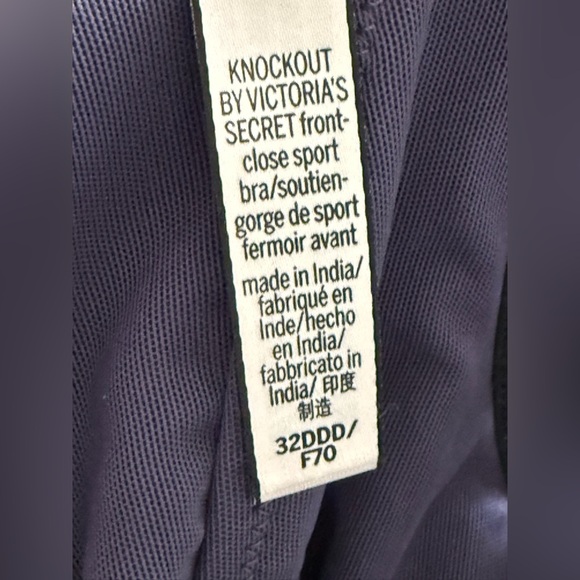 KNOCKOUT
BY VICTORIA'S
SECRET front-
close sport
bra/soutien-
gorge de sport
fermoir avant
made in India/
fabriqué en
Inde/hecho
en India/
fabbricato in
India/ 印度
制造
32DDD/
F70